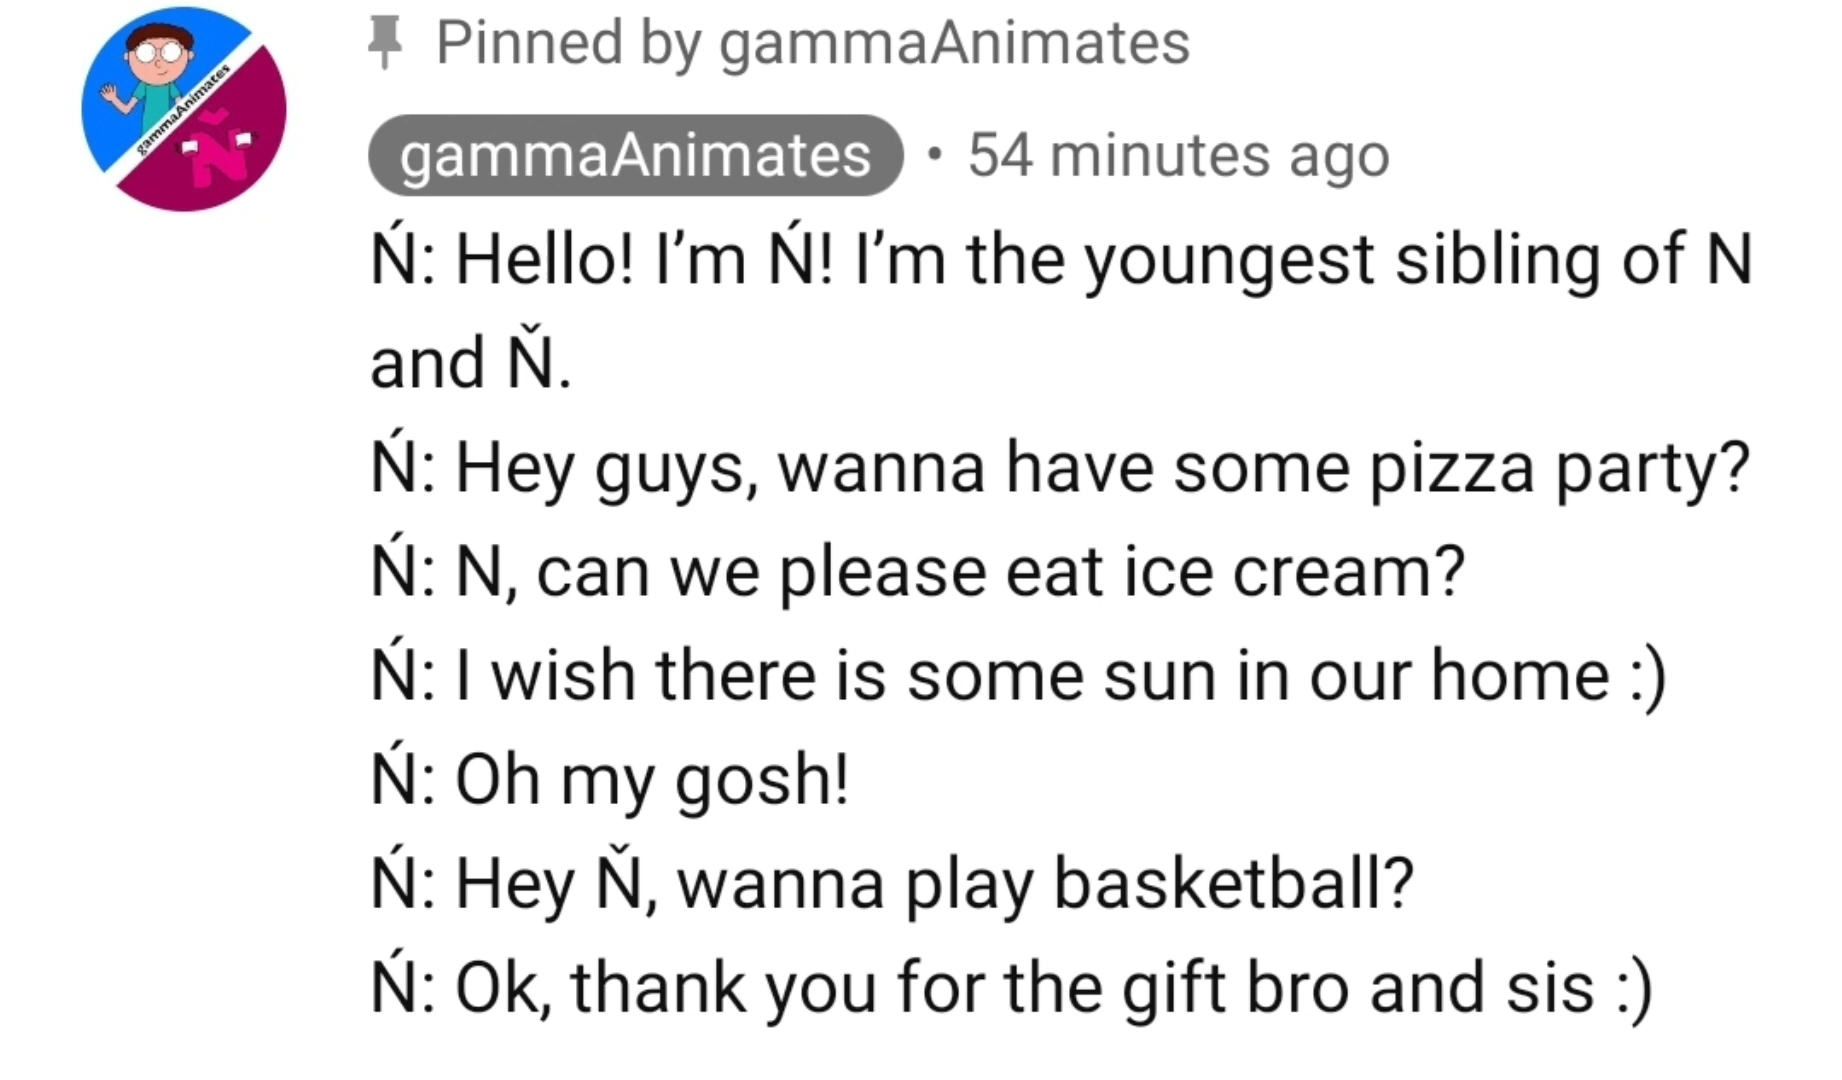 Pinned by gammaAnimates
gammaAnimates • 54 minutes ago
Ń: Hello! I’m Ń! I’m the youngest sibling of N
and Ň.
Ń: Hey guys, wanna have some pizza party?
Ń: N, can we please eat ice cream?
Ń: I wish there is some sun in our home :)
Ń: Oh my gosh!
Ń: Hey Ň, wanna play basketball?
Ń: Ok, thank you for the gift bro and sis :)
gammaAnimates
Ň